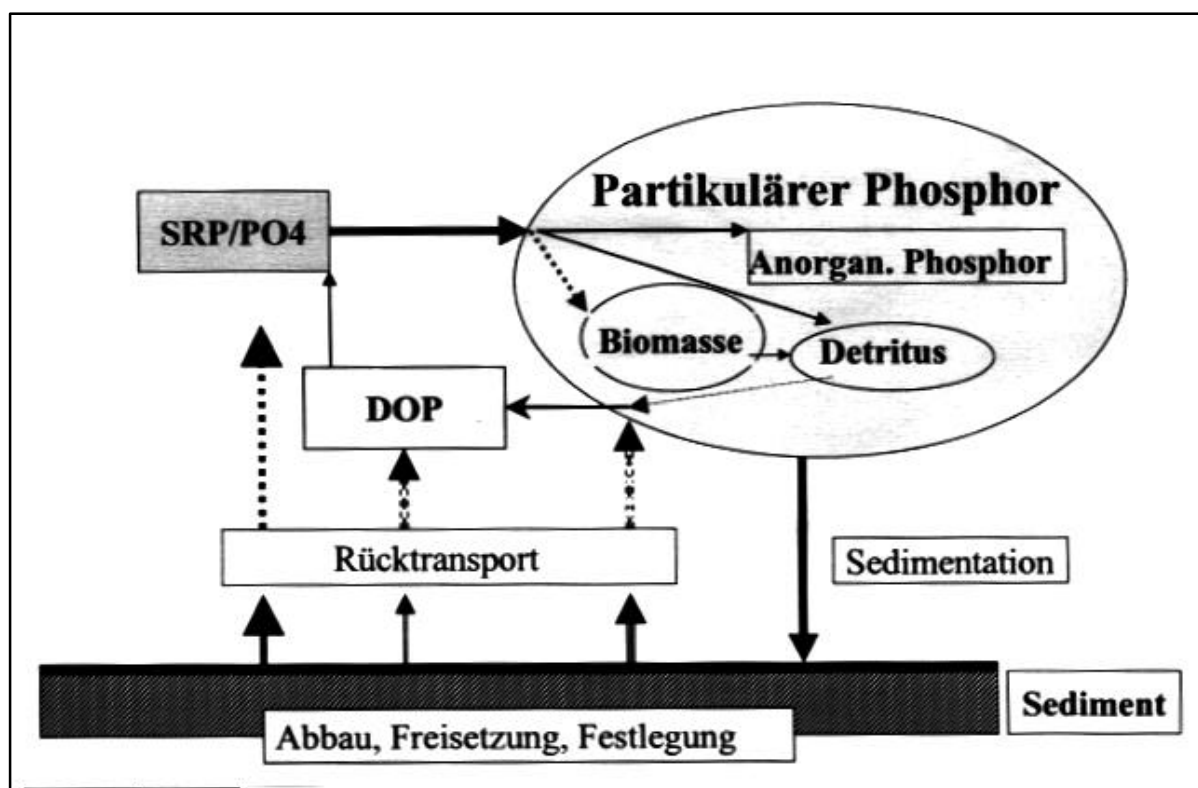 Partikulärer Phosphor
SRP/PO4
Anorgan. Phosphor
Biomasse
Detritus
DOP
Rücktransport
Sedimentation
Sediment
Abbau, Freisetzung, Festlegung